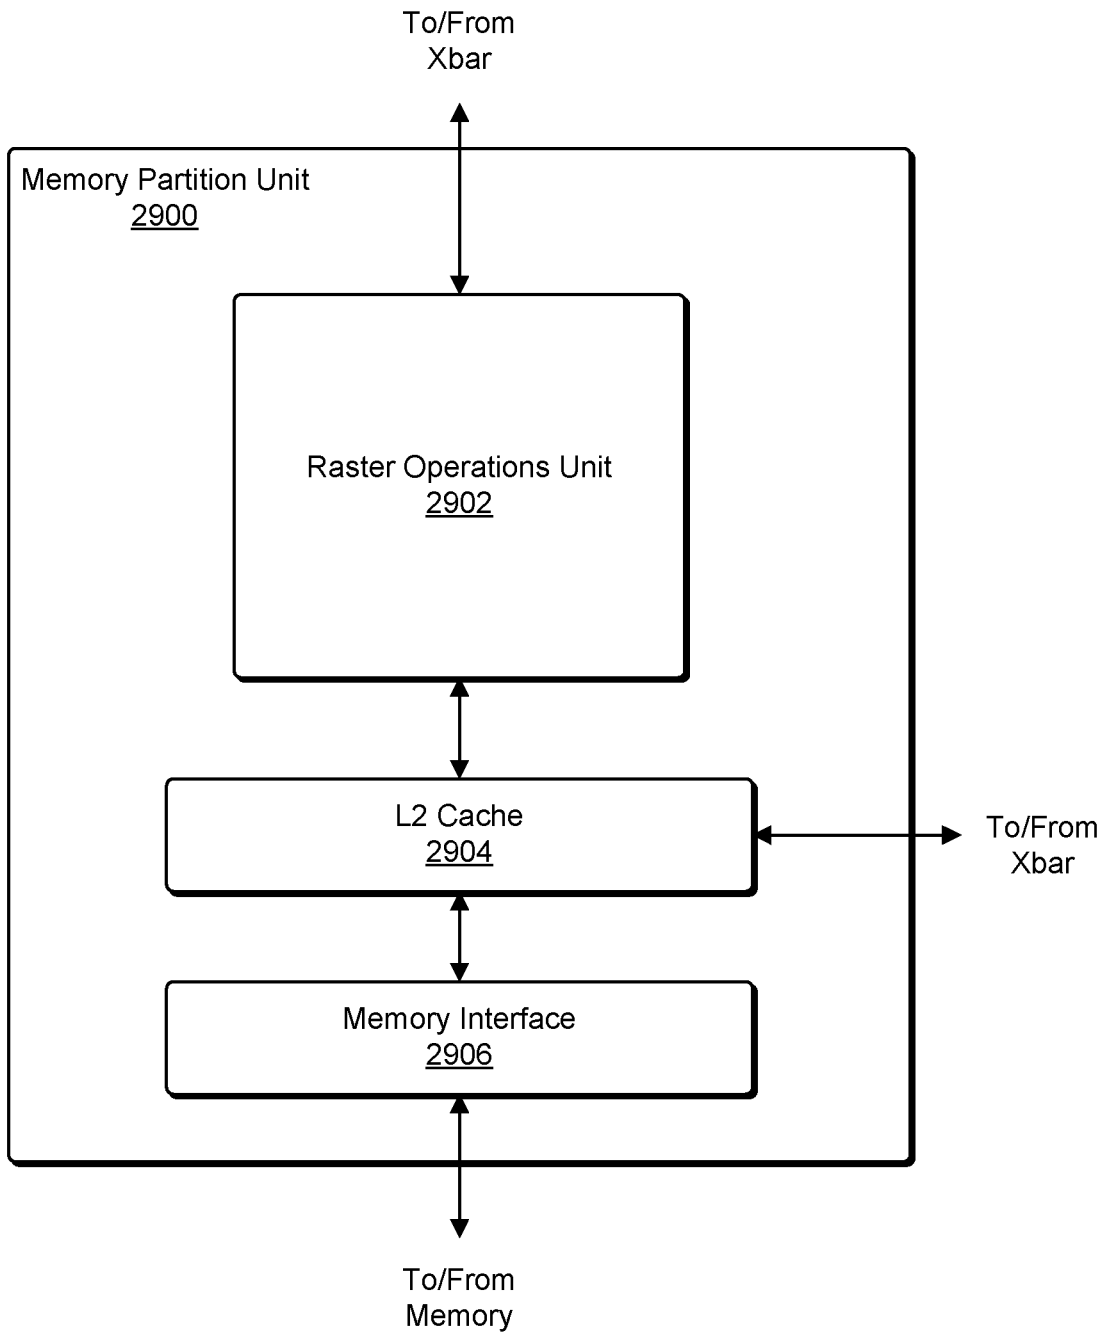 To/From
Xbar
Memory Partition Unit
2900
Raster Operations Unit
2902
L2 Cache
2904
To/From
Xbar
Memory Interface
2906
To/From
Memory